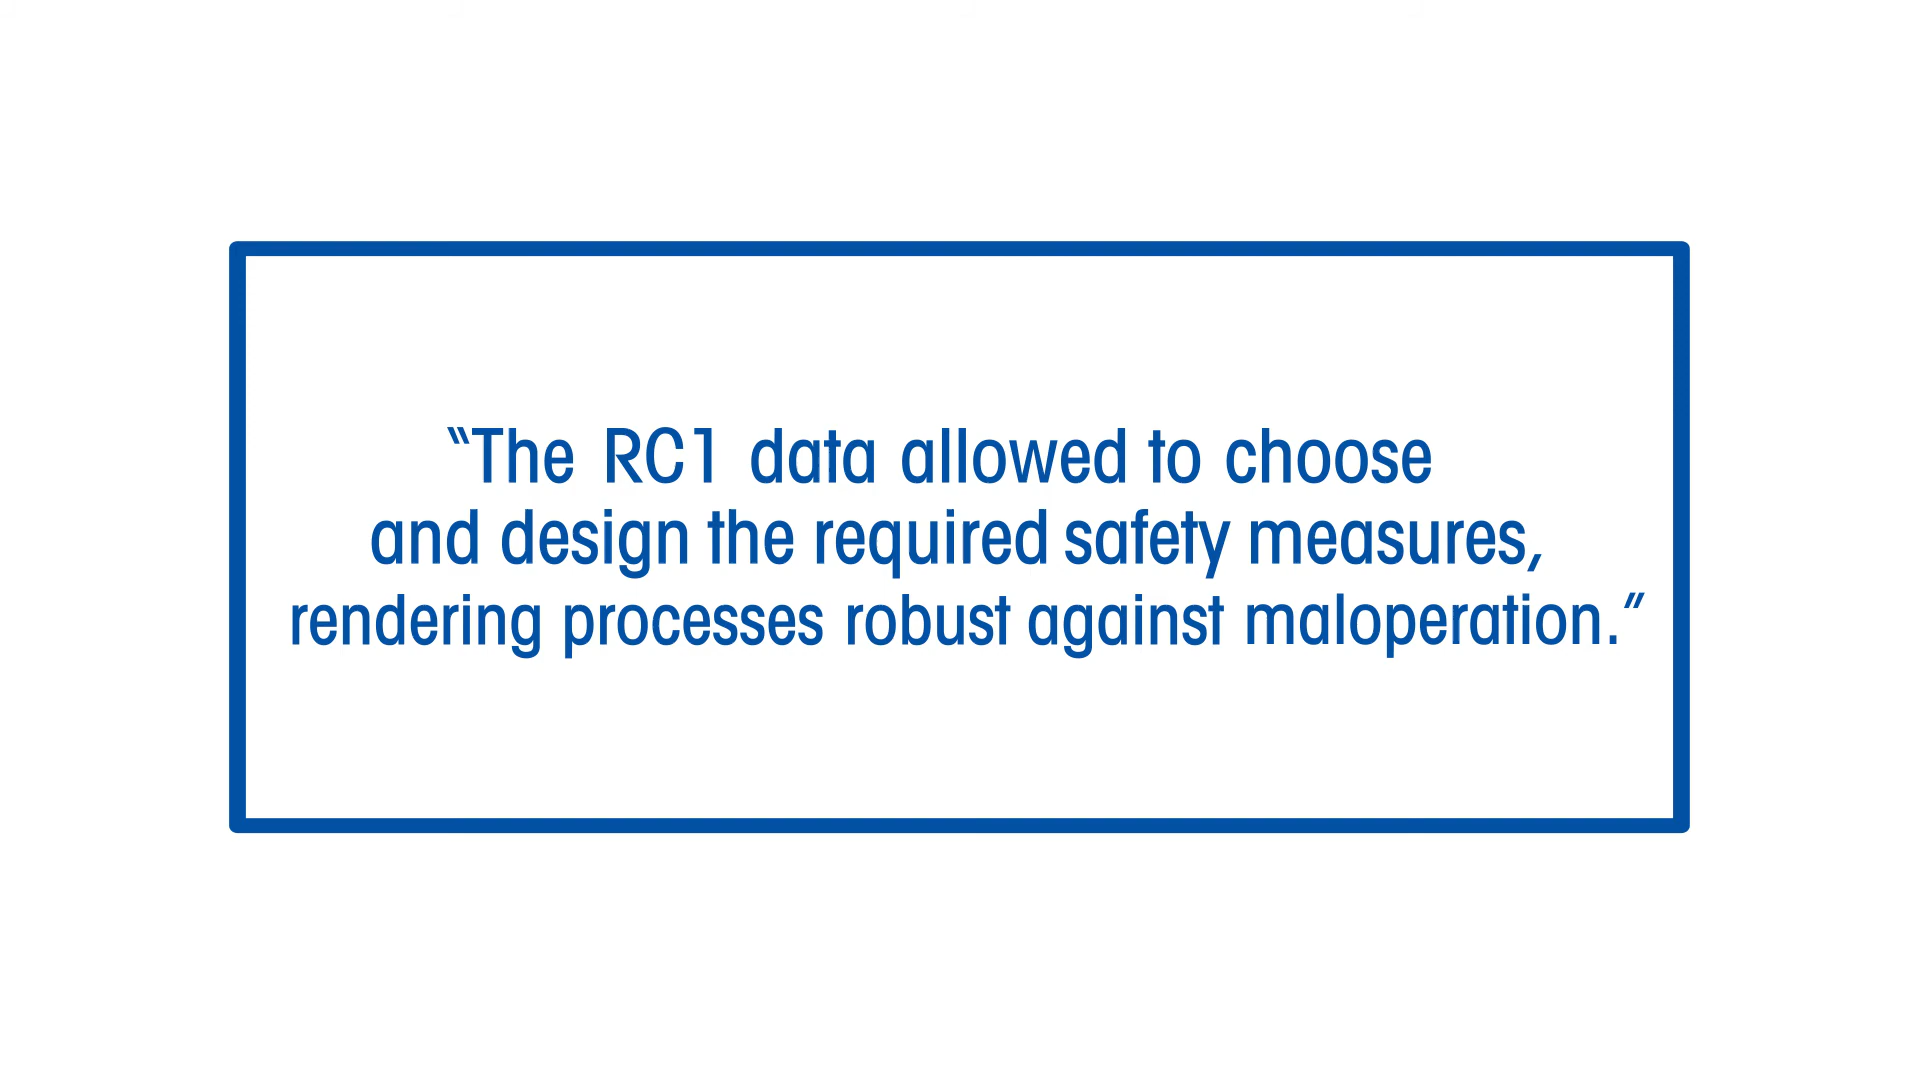 “The RC1 data allowed to choose
and design the required safety measures,
rendering processes robust against maloperation.”